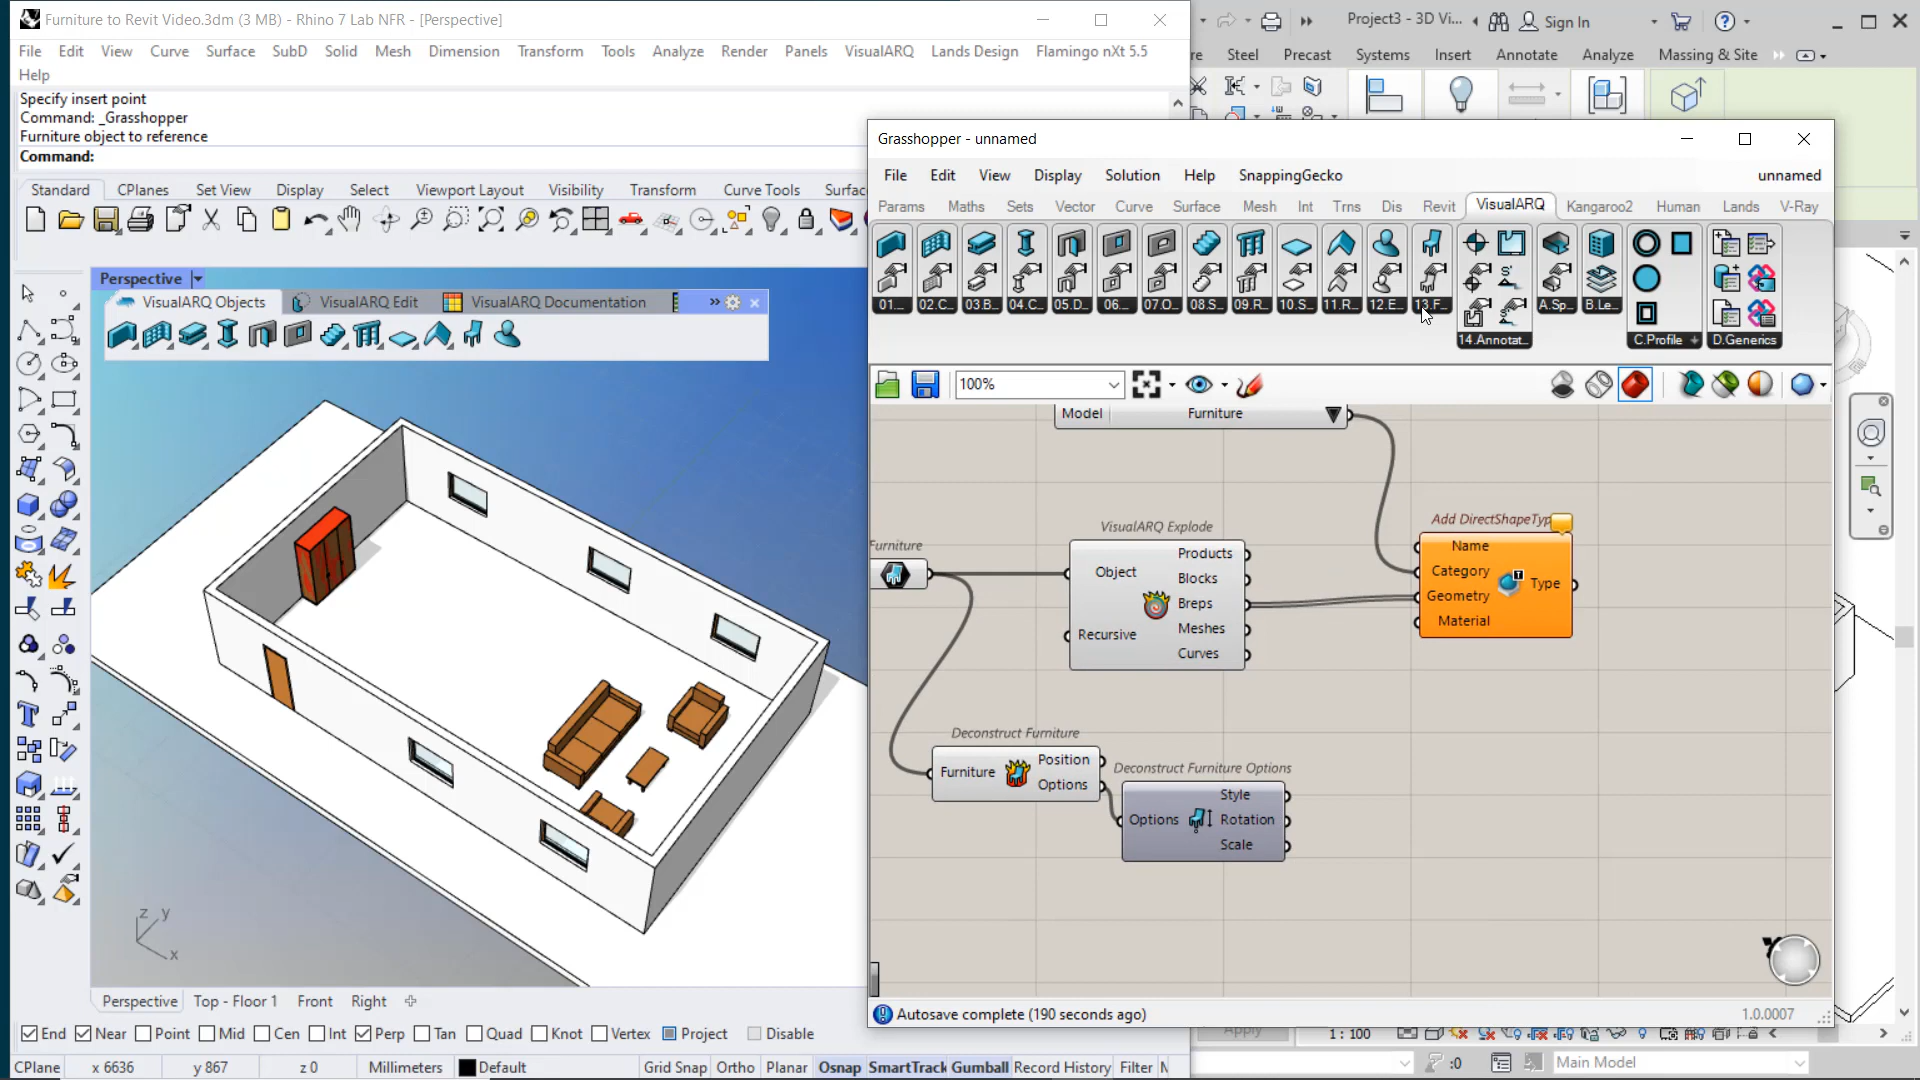 Furniture to Revit Video.3dm (3 MB) - Rhino 7 Lab NFR - [Perspective]
File Edit View Curve Surface SubD Solid Mesh Dimension Transform Tools Analyze Render Panels VisualARQ Lands Design Flamingo nXt 5.5
Help
Specify insert point
Command: _Grasshopper
Furniture object to reference
Command:
Standard CPlanes Set View Display Select Viewport Layout Visibility Transform Curve Tools Surfac
Perspective
VisualARQ Objects VisualARQ Edit VisualARQ Documentation
z y
x
Perspective Top - Floor 1 Front Right
End Near Point Mid Cen Int Perp Tan Quad Knot Vertex Project Disable
CPlane x 6636 y 867 z 0 Millimeters Default Grid Snap Ortho Planar Osnap SmartTrack Gumball Record History Filter M
Project3 - 3D Vi... Sign In
re Steel Precast Systems Insert Annotate Analyze Massing & Site
Grasshopper - unnamed
File Edit View Display Solution Help SnappingGecko unnamed
Params Maths Sets Vector Curve Surface Mesh Int Trns Dis Revit VisualARQ Kangaroo2 Human Lands V-Ray
01... 02.C... 03.B... 04.C... 05.D... 06.... 07.O... 08.S... 09.R... 10.S... 11.R... 12.E... 13.F... A.Sp... B.Le...
14.Annotat... C.Profile + D.Generics
100%
Model Furniture
Furniture
VisualARQ Explode
Object
Recursive
Products
Blocks
Breps
Meshes
Curves
Add DirectShapeTyp
Name
Category
Geometry
Material
Type
Deconstruct Furniture
Furniture
Position
Options
Deconstruct Furniture Options
Options
Style
Rotation
Scale
Autosave complete (190 seconds ago) 1.0.0007
Apply
1 : 100
:0 Main Model